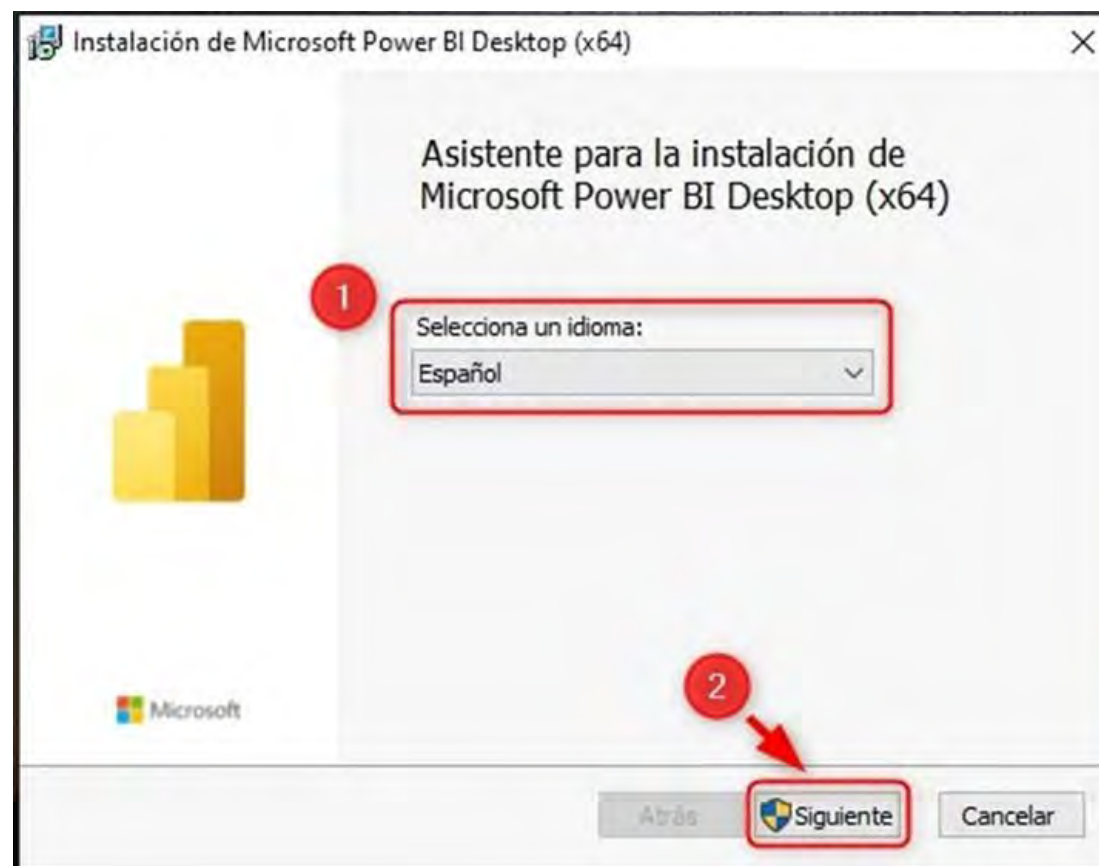 Instalación de Microsoft Power BI Desktop (x64)
Asistente para la instalación de
Microsoft Power BI Desktop (x64)
1
Selecciona un idioma:
Español
2
Microsoft
Atrás
Siguiente
Cancelar